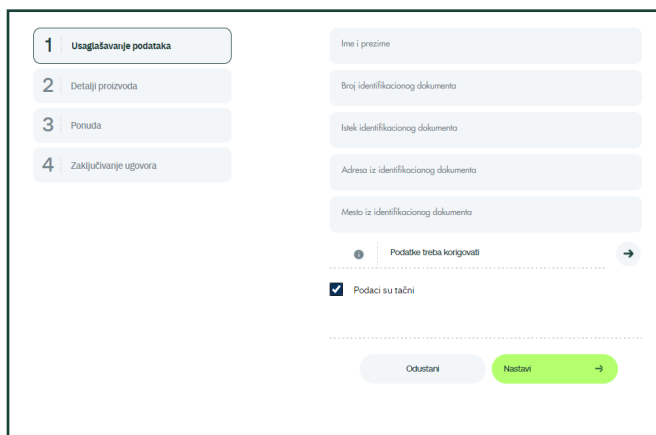 1 Usaglašavanje podataka
2 Detalji proizvoda
3 Ponuda
4 Zaključivanje ugovora
Ime i prezime
Broj identifikacionog dokumenta
Istek identifikacionog dokumenta
Adresa iz identifikacionog dokumenta
Mesto iz identifikacionog dokumenta
Podatke treba korigovati
Podaci su tačni
Odustani
Nastavi